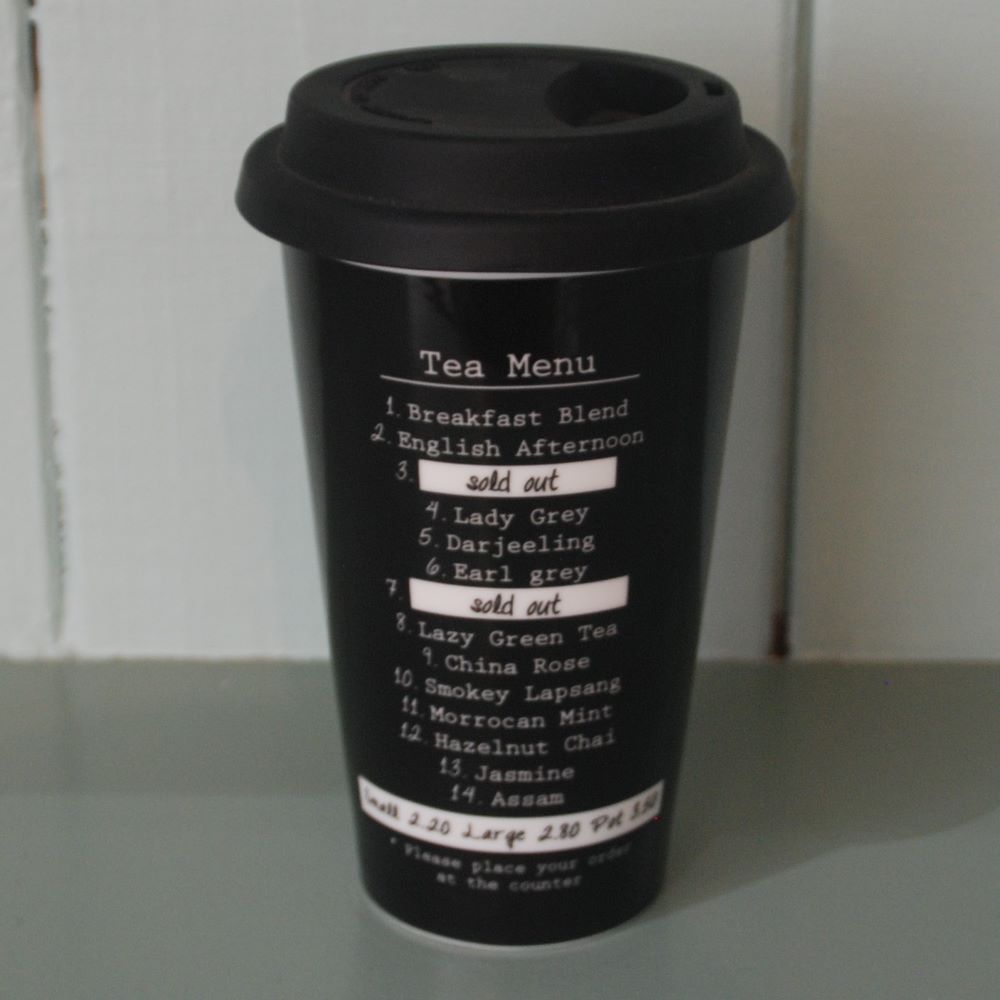 Tea Menu
1. Breakfast Blend
2. English Afternoon
3. sold out
4. Lady Grey
5. Darjeeling
6. Earl grey
7. sold out
8. Lazy Green Tea
9. China Rose
10. Smokey Lapsang
11. Morrocan Mint
12. Hazelnut Chai
13. Jasmine
14. Assam
Small 2.20 Large 2.80 Pot 3.50
* Please place your order
at the counter